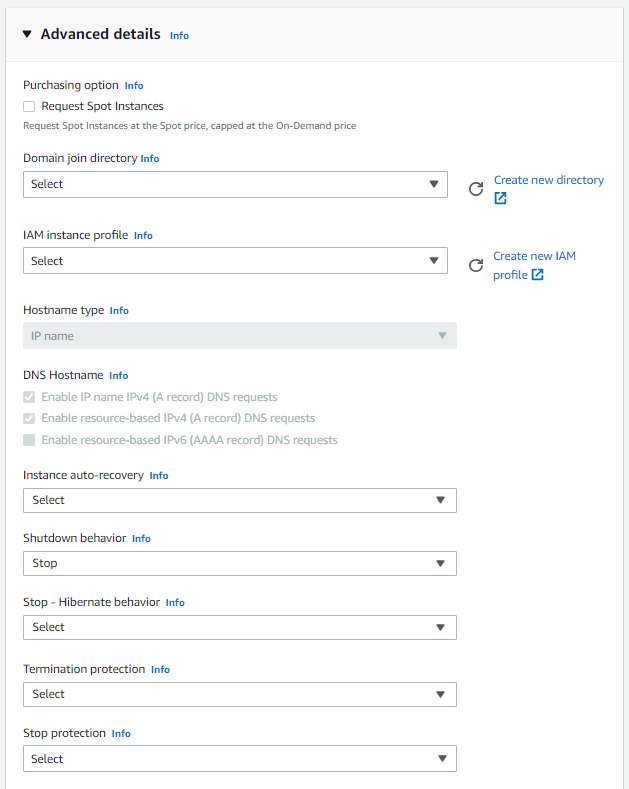 Advanced details Info
Purchasing option Info
Request Spot Instances
Request Spot Instances at the Spot price, capped at the On-Demand price
Domain join directory Info
Select
Create new directory
IAM instance profile Info
Select
Create new IAM
profile
Hostname type Info
IP name
DNS Hostname Info
Enable IP name IPv4 (A record) DNS requests
Enable resource-based IPv4 (A record) DNS requests
Enable resource-based IPv6 (AAAA record) DNS requests
Instance auto-recovery Info
Select
Shutdown behavior Info
Stop
Stop - Hibernate behavior Info
Select
Termination protection Info
Select
Stop protection Info
Select